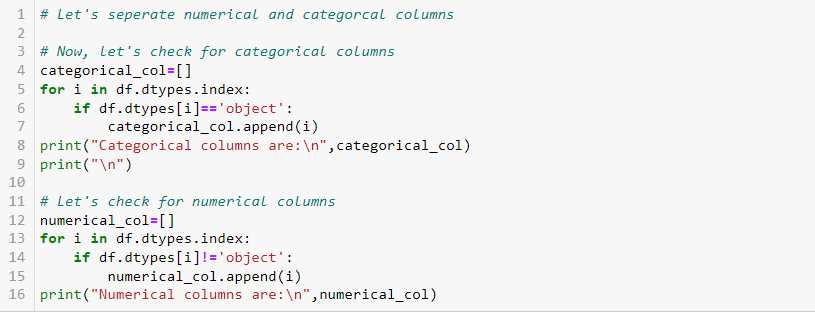 1 # Let's seperate numerical and categorcal columns
2
3 # Now, let's check for categorical columns
4 categorical_col=[]
5 for i in df.dtypes.index:
6     if df.dtypes[i]=='object':
7         categorical_col.append(i)
8 print("Categorical columns are:\n",categorical_col)
9 print("\n")
10
11 # Let's check for numerical columns
12 numerical_col=[]
13 for i in df.dtypes.index:
14     if df.dtypes[i]!='object':
15         numerical_col.append(i)
16 print("Numerical columns are:\n",numerical_col)